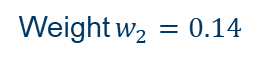 Weight w₂ = 0.14